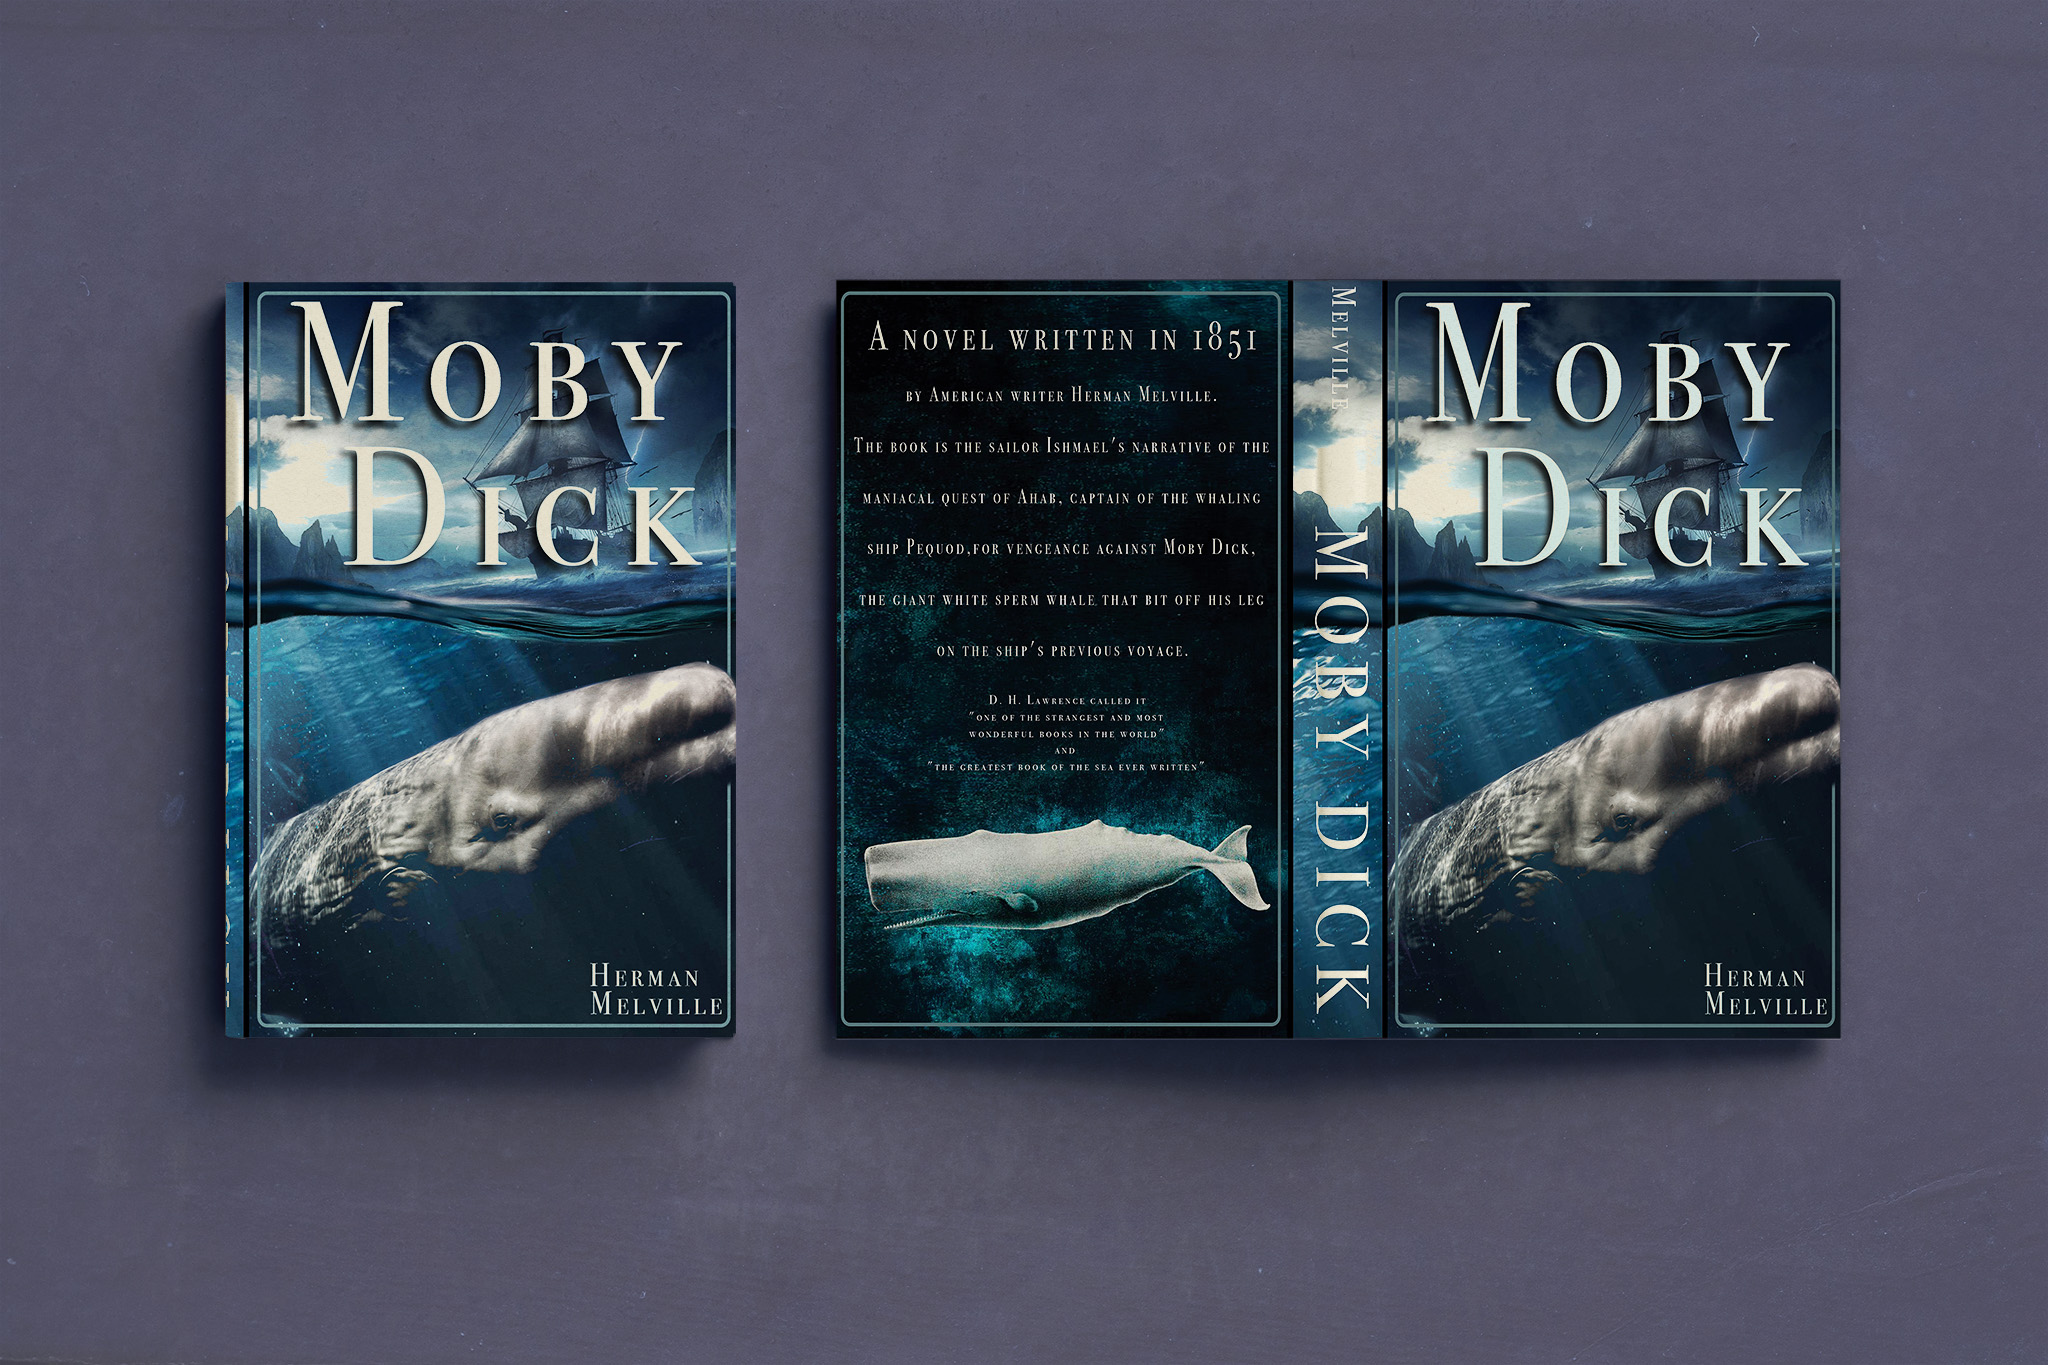 Moby
Dick
Herman
Melville
A novel written in 1851
by American writer Herman Melville.
The book is the sailor Ishmael's narrative of the
maniacal quest of Ahab, captain of the whaling
ship Pequod,for vengeance against Moby Dick,
the giant white sperm whale that bit off his leg
on the ship's previous voyage.
D. H. Lawrence called it
"one of the strangest and most
wonderful books in the world"
and
"the greatest book of the sea ever written"
Melville
Moby Dick
Moby
Dick
Herman
Melville